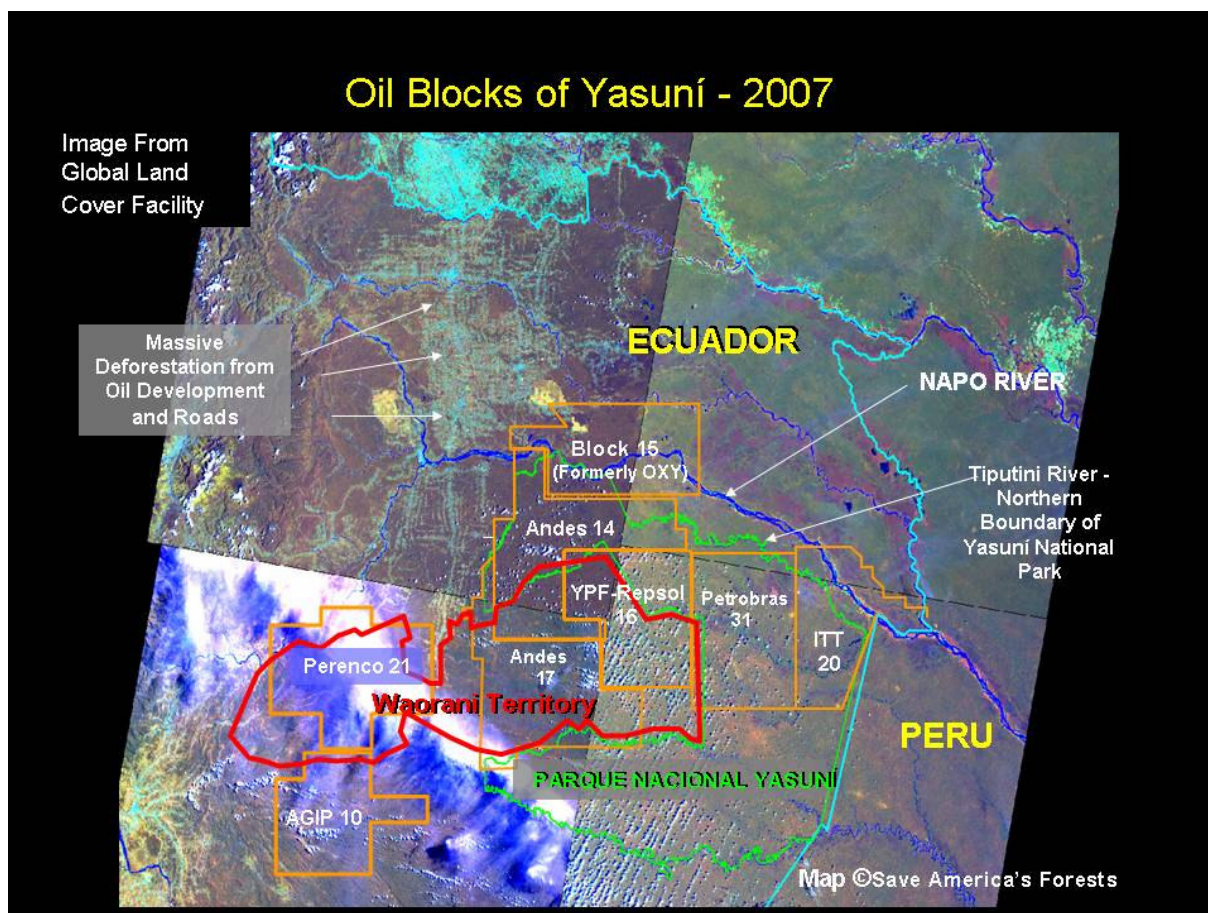 Oil Blocks of Yasuní - 2007
Image From
Global Land
Cover Facility
Massive
Deforestation from
Oil Development
and Roads
ECUADOR
NAPO RIVER
Block 15
(Formerly OXY)
Tiputini River -
Northern
Boundary of
Yasuní National
Park
Andes 14
YPF-Repsol
16
Petrobras
31
ITT
20
Perenco 21
Andes
17
Waorani Territory
PERU
PARQUE NACIONAL YASUNÍ
AGIP 10
Map ©Save America's Forests